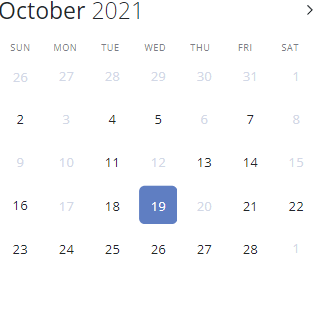 October 2021
SUN MON TUE WED THU FRI SAT
26 27 28 29 30 31 1
2 3 4 5 6 7 8
9 10 11 12 13 14 15
16 17 18 19 20 21 22
23 24 25 26 27 28 1